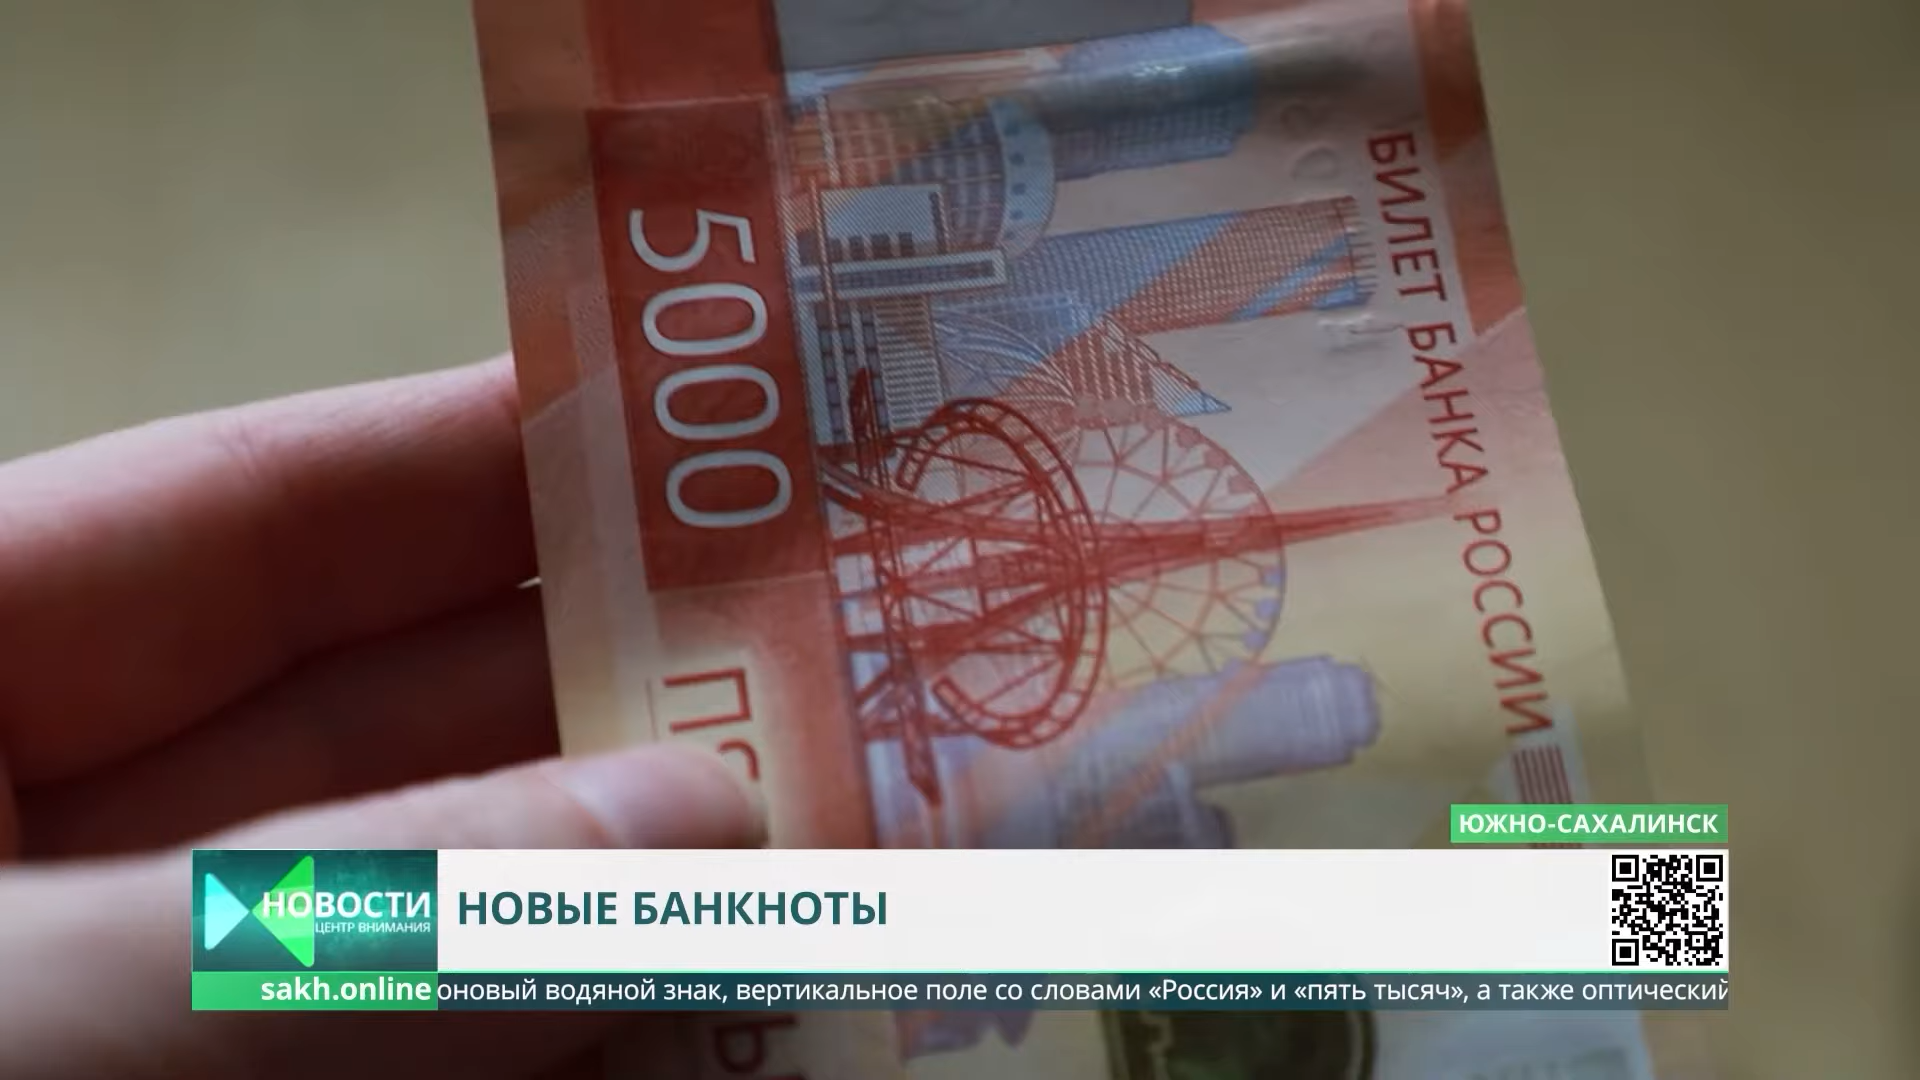 БИЛЕТ БАНКА РОССИИ
5000
ЮЖНО-САХАЛИНСК
НОВОСТИ
ЦЕНТР ВНИМАНИЯ
НОВЫЕ БАНКНОТЫ
sakh.online
оновый водяной знак, вертикальное поле со словами «Россия» и «пять тысяч», а также оптический